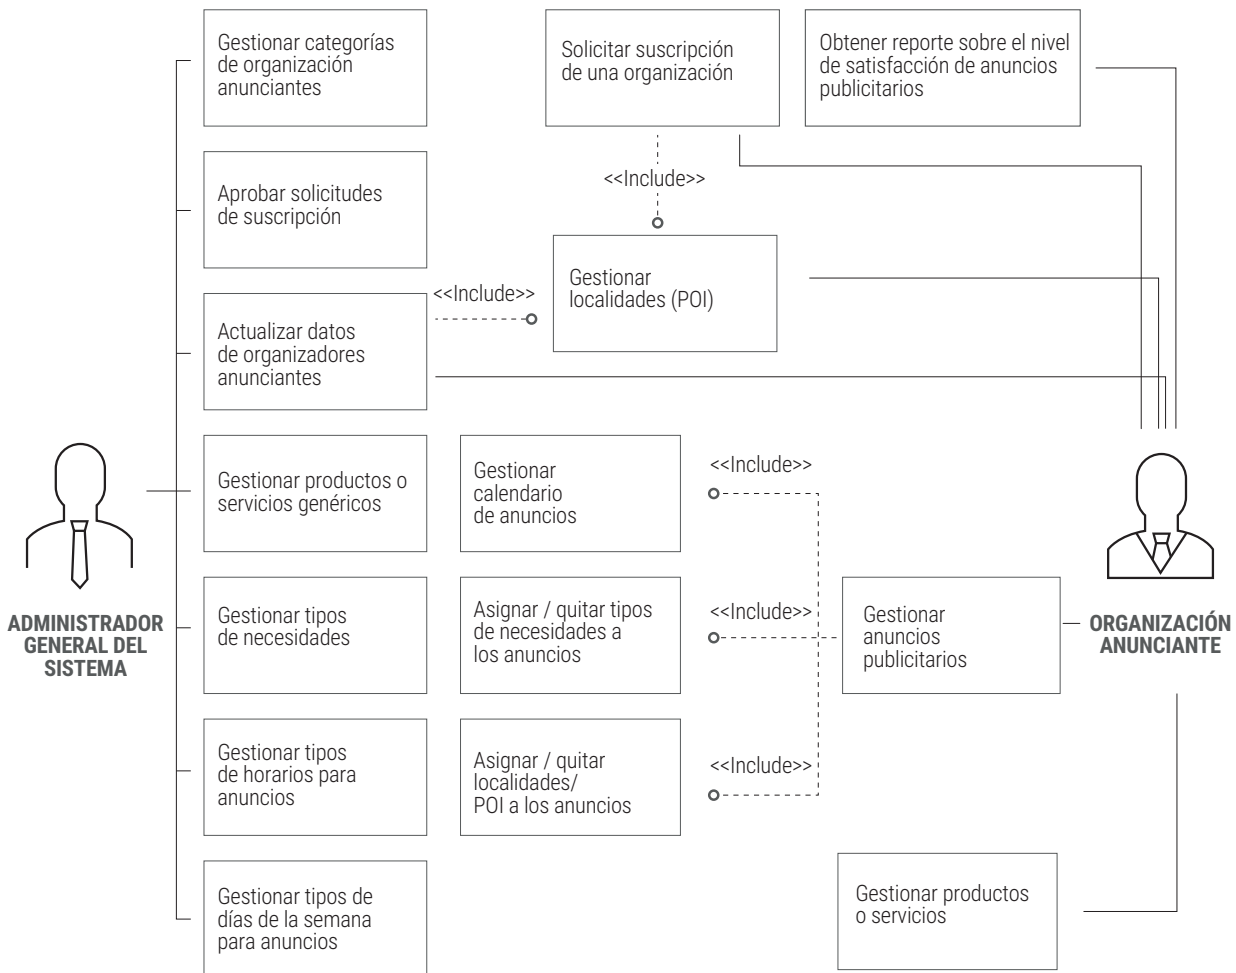 Gestionar categorías
de organización
anunciantes
Solicitar suscripción
de una organización
Obtener reporte sobre el nivel
de satisfacción de anuncios
publicitarios
Aprobar solicitudes
de suscripción
<<Include>>
Gestionar
localidades (POI)
<<Include>>
Actualizar datos
de organizadores
anunciantes
Gestionar productos o
servicios genéricos
Gestionar
calendario
de anuncios
<<Include>>
ADMINISTRADOR
GENERAL DEL
SISTEMA
Gestionar tipos
de necesidades
Asignar / quitar tipos
de necesidades a
los anuncios
<<Include>>
Gestionar
anuncios
publicitarios
ORGANIZACIÓN
ANUNCIANTE
Gestionar tipos
de horarios para
anuncios
Asignar / quitar
localidades/
POI a los anuncios
<<Include>>
Gestionar tipos de
días de la semana
para anuncios
Gestionar productos
o servicios